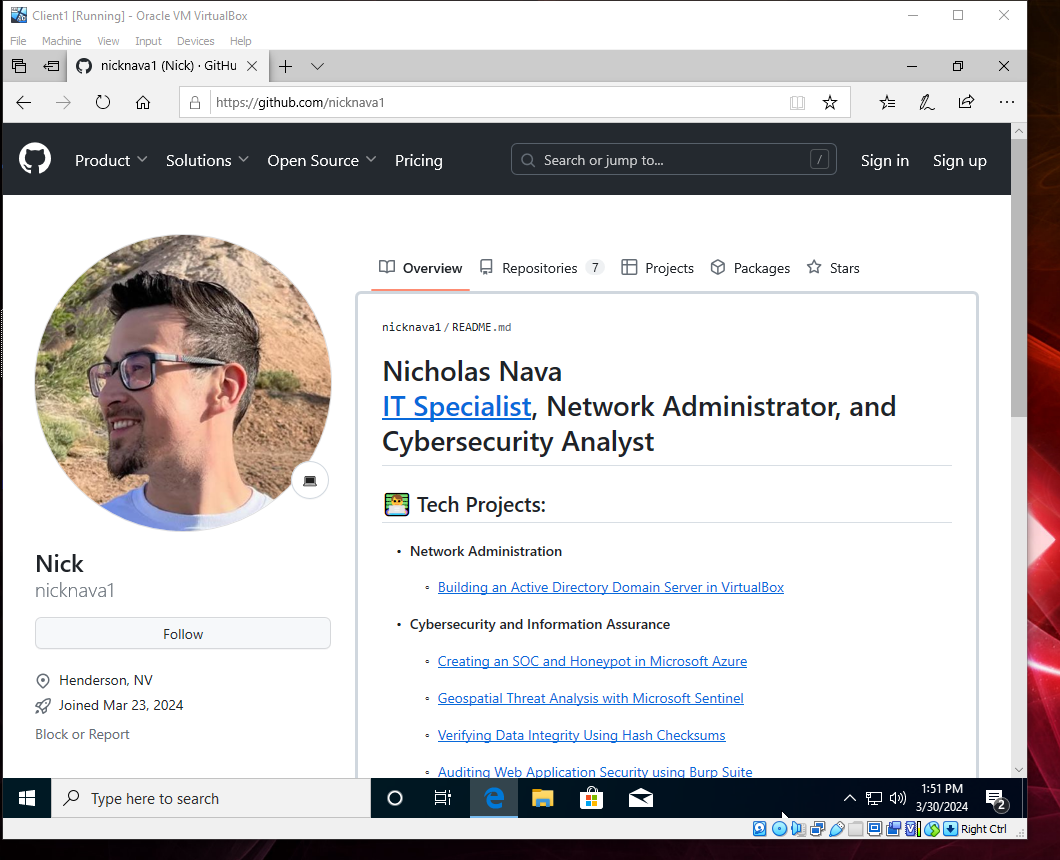 Client1 [Running] - Oracle VM VirtualBox
File Machine View Input Devices Help
nicknava1 (Nick) · GitHu
https://github.com/nicknava1
Product Solutions Open Source Pricing Search or jump to... / Sign in Sign up
Overview Repositories 7 Projects Packages Stars
nicknava1/README.md
Nicholas Nava
IT Specialist, Network Administrator, and
Cybersecurity Analyst
Tech Projects:
• Network Administration
◦ Building an Active Directory Domain Server in VirtualBox
• Cybersecurity and Information Assurance
◦ Creating an SOC and Honeypot in Microsoft Azure
◦ Geospatial Threat Analysis with Microsoft Sentinel
◦ Verifying Data Integrity Using Hash Checksums
◦ Auditing Web Application Security using Burp Suite
Nick
nicknava1
Follow
Henderson, NV
Joined Mar 23, 2024
Block or Report
Type here to search
1:51 PM
3/30/2024
2
Right Ctrl